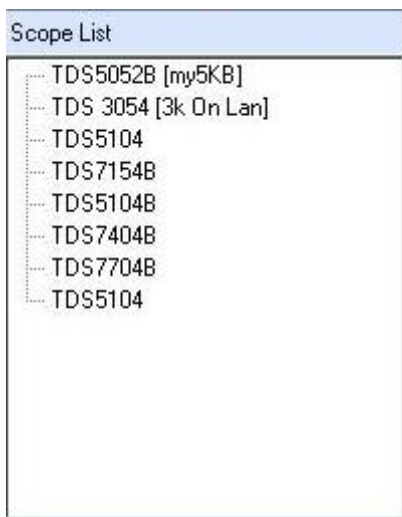 Scope List
TDS5052B [my5KB]
TDS 3054 [3k On Lan]
TDS5104
TDS7154B
TDS5104B
TDS7404B
TDS7704B
TDS5104